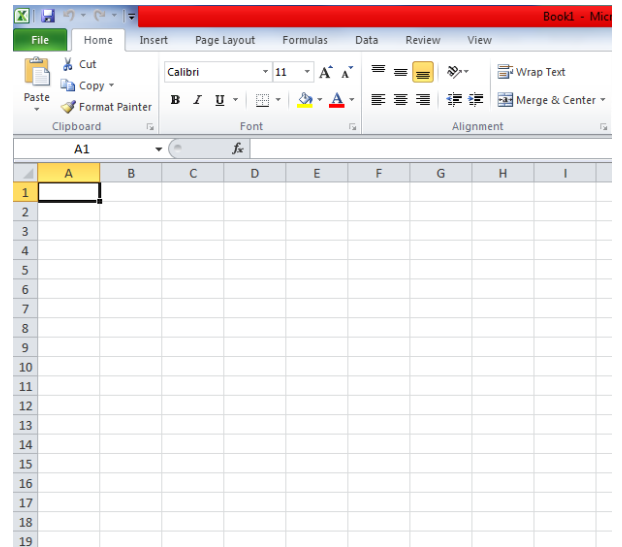 Book1 - Micr
File Home Insert Page Layout Formulas Data Review View
Cut
Calibri 11 A A Wrap Text
Copy
Paste
Format Painter B I U A Merge & Center
Clipboard Font Alignment
A1 fx
A B C D E F G H I
1
2
3
4
5
6
7
8
9
10
11
12
13
14
15
16
17
18
19